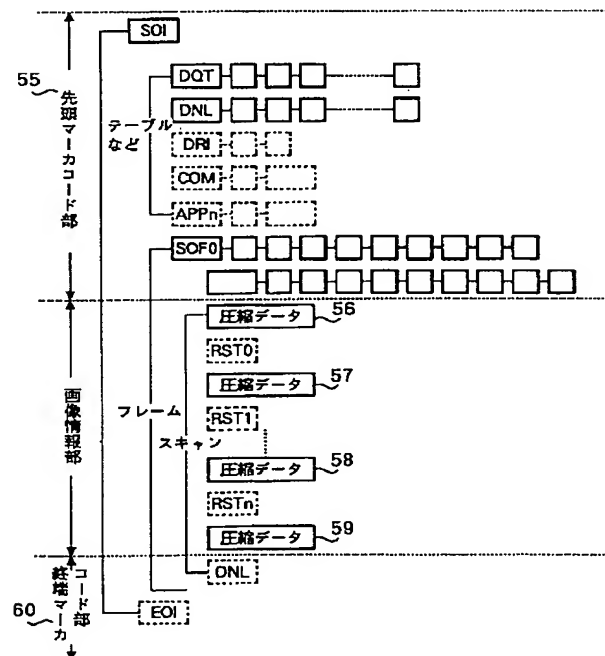 SOI
55
先頭マーカコード部
DQT
DNL
テーブル
など
DRI
COM
APPn
SOF0
圧縮データ 56
RST0
圧縮データ 57
画像情報部
フレーム
RST1
スキャン
圧縮データ 58
RSTn
圧縮データ 59
DNL
60
終端マーカ
コード部
EOI